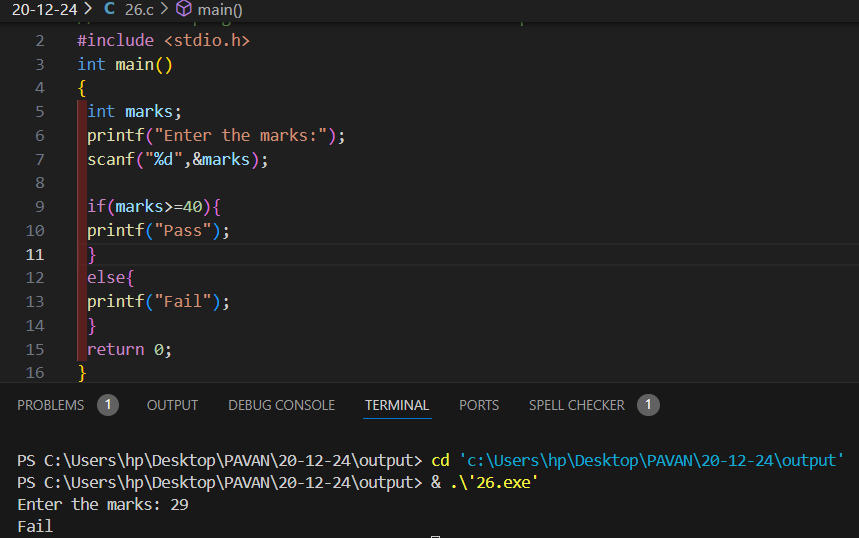 20-12-24 > C 26.c > main()
2 #include <stdio.h>
3 int main()
4 {
5 int marks;
6 printf("Enter the marks:");
7 scanf("%d",&marks);
8
9 if(marks>=40){
10 printf("Pass");
11 }
12 else{
13 printf("Fail");
14 }
15 return 0;
16 }
PROBLEMS 1 OUTPUT DEBUG CONSOLE TERMINAL PORTS SPELL CHECKER 1
PS C:\Users\hp\Desktop\PAVAN\20-12-24\output> cd 'c:\Users\hp\Desktop\PAVAN\20-12-24\output'
PS C:\Users\hp\Desktop\PAVAN\20-12-24\output> & .\'26.exe'
Enter the marks: 29
Fail